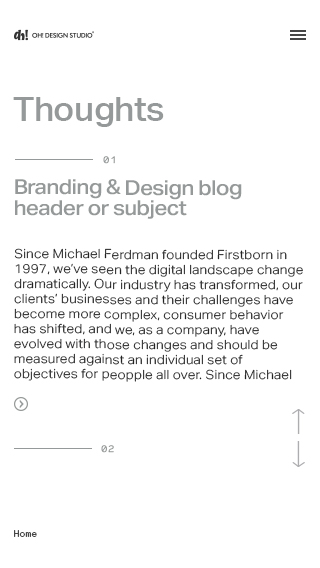 oh! OH! DESIGN STUDIO
Thoughts
01
Branding & Design blog
header or subject
Since Michael Ferdman founded Firstborn in
1997, we've seen the digital landscape change
dramatically. Our industry has transformed, our
clients' businesses and their challenges have
become more complex, consumer behavior
has shifted, and we, as a company, have
evolved with those changes and should be
measured against an individual set of
objectives for people all over. Since Michael
02
Home